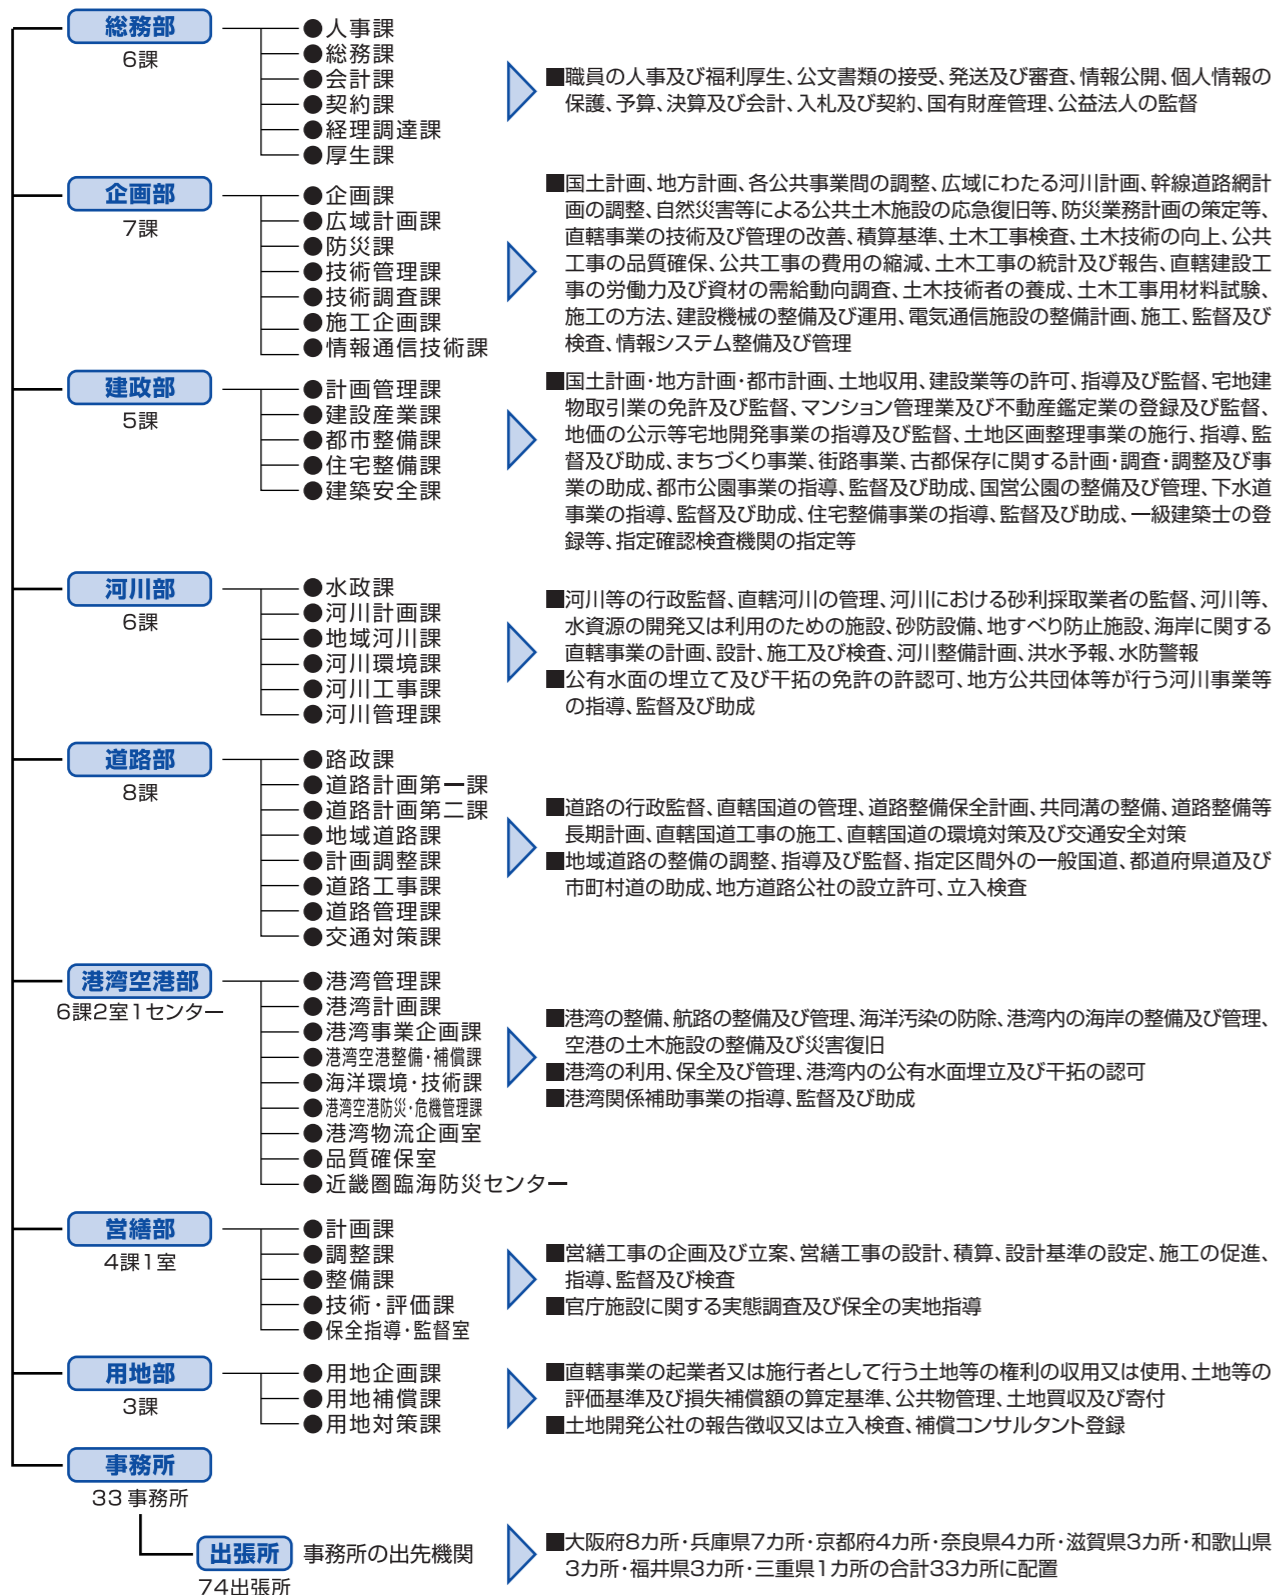 総務部
6課
●人事課
●総務課
●会計課
●契約課
●経理調達課
●厚生課
■職員の人事及び福利厚生、公文書類の接受、発送及び審査、情報公開、個人情報の
保護、予算、決算及び会計、入札及び契約、国有財産管理、公益法人の監督
企画部
7課
●企画課
●広域計画課
●防災課
●技術管理課
●技術調査課
●施工企画課
●情報通信技術課
■国土計画、地方計画、各公共事業間の調整、広域にわたる河川計画、幹線道路網計
画の調整、自然災害等による公共土木施設の応急復旧等、防災業務計画の策定等、
直轄事業の技術及び管理の改善、積算基準、土木工事検査、土木技術の向上、公共
工事の品質確保、公共工事の費用の縮減、土木工事の統計及び報告、直轄建設工
事の労働力及び資材の需給動向調査、土木技術者の養成、土木工事用材料試験、
施工の方法、建設機械の整備及び運用、電気通信施設の整備計画、施工、監督及び
検査、情報システム整備及び管理
建政部
5課
●計画管理課
●建設産業課
●都市整備課
●住宅整備課
●建築安全課
■国土計画・地方計画・都市計画、土地収用、建設業等の許可、指導及び監督、宅地建
物取引業の免許及び監督、マンション管理業及び不動産鑑定業の登録及び監督、
地価の公示等宅地開発事業の指導及び監督、土地区画整理事業の施行、指導、監
督及び助成、まちづくり事業、街路事業、古都保存に関する計画・調査・調整及び事
業の助成、都市公園事業の指導、監督及び助成、国営公園の整備及び管理、下水道
事業の指導、監督及び助成、住宅整備事業の指導、監督及び助成、一級建築士の登
録等、指定確認検査機関の指定等
河川部
6課
●水政課
●河川計画課
●地域河川課
●河川環境課
●河川工事課
●河川管理課
■河川等の行政監督、直轄河川の管理、河川における砂利採取業者の監督、河川等、
水資源の開発又は利用のための施設、砂防設備、地すべり防止施設、海岸に関する
直轄事業の計画、設計、施工及び検査、河川整備計画、洪水予報、水防警報
■公有水面の埋立て及び干拓の免許の許認可、地方公共団体等が行う河川事業等
の指導、監督及び助成
道路部
8課
●路政課
●道路計画第一課
●道路計画第二課
●地域道路課
●計画調整課
●道路工事課
●道路管理課
●交通対策課
■道路の行政監督、直轄国道の管理、道路整備保全計画、共同溝の整備、道路整備等
長期計画、直轄国道工事の施工、直轄国道の環境対策及び交通安全対策
■地域道路の整備の調整、指導及び監督、指定区間外の一般国道、都道府県道及び
市町村道の助成、地方道路公社の設立許可、立入検査
港湾空港部
6課2室1センター
●港湾管理課
●港湾計画課
●港湾事業企画課
●港湾空港整備・補償課
●海洋環境・技術課
●港湾空港防災・危機管理課
●港湾物流企画室
●品質確保室
●近畿圏臨海防災センター
■港湾の整備、航路の整備及び管理、海洋汚染の防除、港湾内の海岸の整備及び管理、
空港の土木施設の整備及び災害復旧
■港湾の利用、保全及び管理、港湾内の公有水面埋立及び干拓の認可
■港湾関係補助事業の指導、監督及び助成
営繕部
4課1室
●計画課
●調整課
●整備課
●技術・評価課
●保全指導・監督室
■営繕工事の企画及び立案、営繕工事の設計、積算、設計基準の設定、施工の促進、
指導、監督及び検査
■官庁施設に関する実態調査及び保全の実地指導
用地部
3課
●用地企画課
●用地補償課
●用地対策課
■直轄事業の起業者又は施行者として行う土地等の権利の収用又は使用、土地等の
評価基準及び損失補償額の算定基準、公共物管理、土地買収及び寄付
■土地開発公社の報告徴収又は立入検査、補償コンサルタント登録
事務所
33 事務所
出張所 事務所の出先機関
74出張所
■大阪府8カ所・兵庫県7カ所・京都府4カ所・奈良県4カ所・滋賀県3カ所・和歌山県
3カ所・福井県3カ所・三重県1カ所の合計33カ所に配置